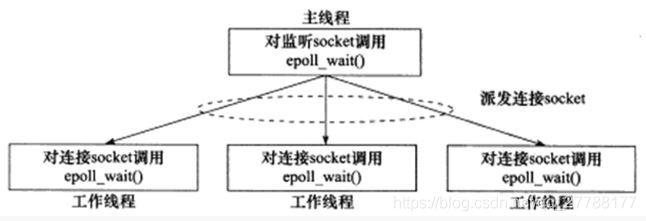 主线程
对监听socket调用
epoll_wait()
派发连接socket
对连接socket调用
epoll_wait()
工作线程
对连接socket调用
epoll_wait()
工作线程
对连接socket调用
epoll_wait()
工作线程